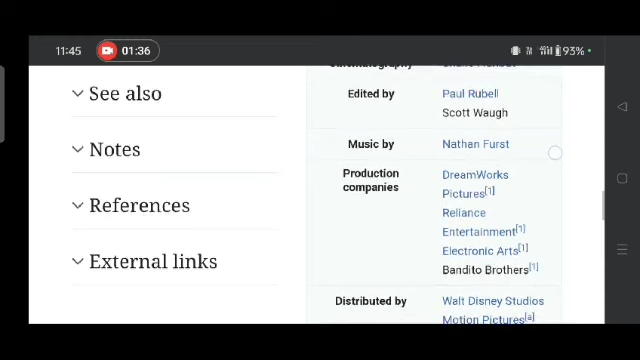 11:45 01:36 93%
See also
Notes
References
External links
Edited by Paul Rubell
Scott Waugh
Music by Nathan Furst
Production companies DreamWorks
Pictures[1]
Reliance
Entertainment[1]
Electronic Arts[1]
Bandito Brothers[1]
Distributed by Walt Disney Studios
Motion Pictures[a]